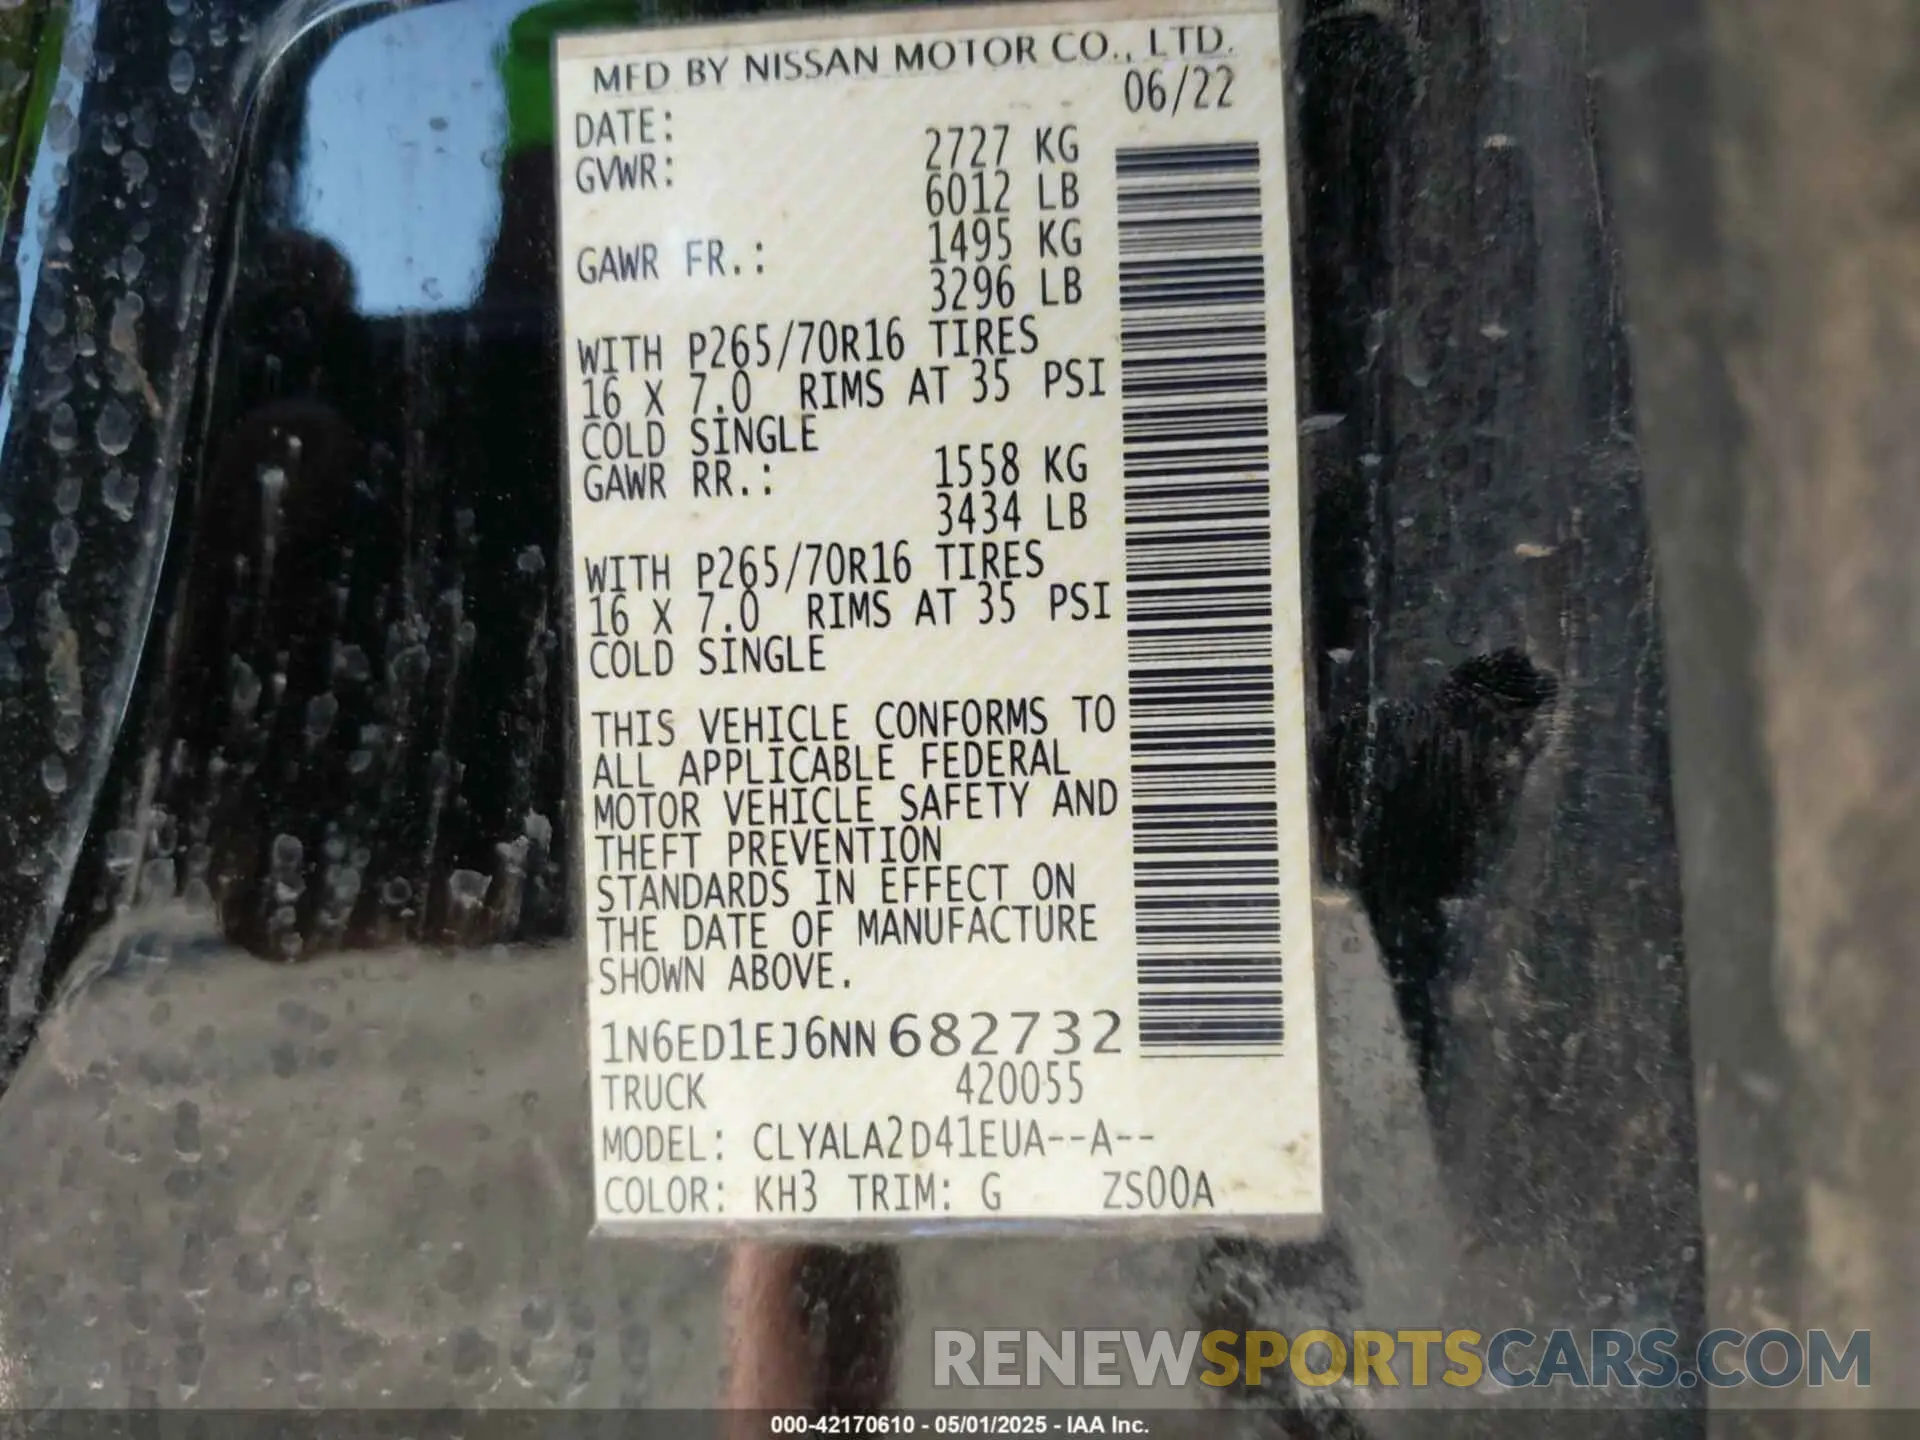 MFD BY NISSAN MOTOR CO., LTD.
DATE: 06/22
GVWR: 2727 KG
6012 LB
GAWR FR.: 1495 KG
3296 LB
WITH P265/70R16 TIRES
16 X 7.0 RIMS AT 35 PSI
COLD SINGLE
GAWR RR.: 1558 KG
3434 LB
WITH P265/70R16 TIRES
16 X 7.0 RIMS AT 35 PSI
COLD SINGLE
THIS VEHICLE CONFORMS TO
ALL APPLICABLE FEDERAL
MOTOR VEHICLE SAFETY AND
THEFT PREVENTION
STANDARDS IN EFFECT ON
THE DATE OF MANUFACTURE
SHOWN ABOVE.
1N6ED1EJ6NN682732
TRUCK 420055
MODEL: CLYALA2D41EUA--A--
COLOR: KH3 TRIM: G ZS00A
RENEWSPORTSCARS.COM
000-42170610 - 05/01/2025 - IAA Inc.